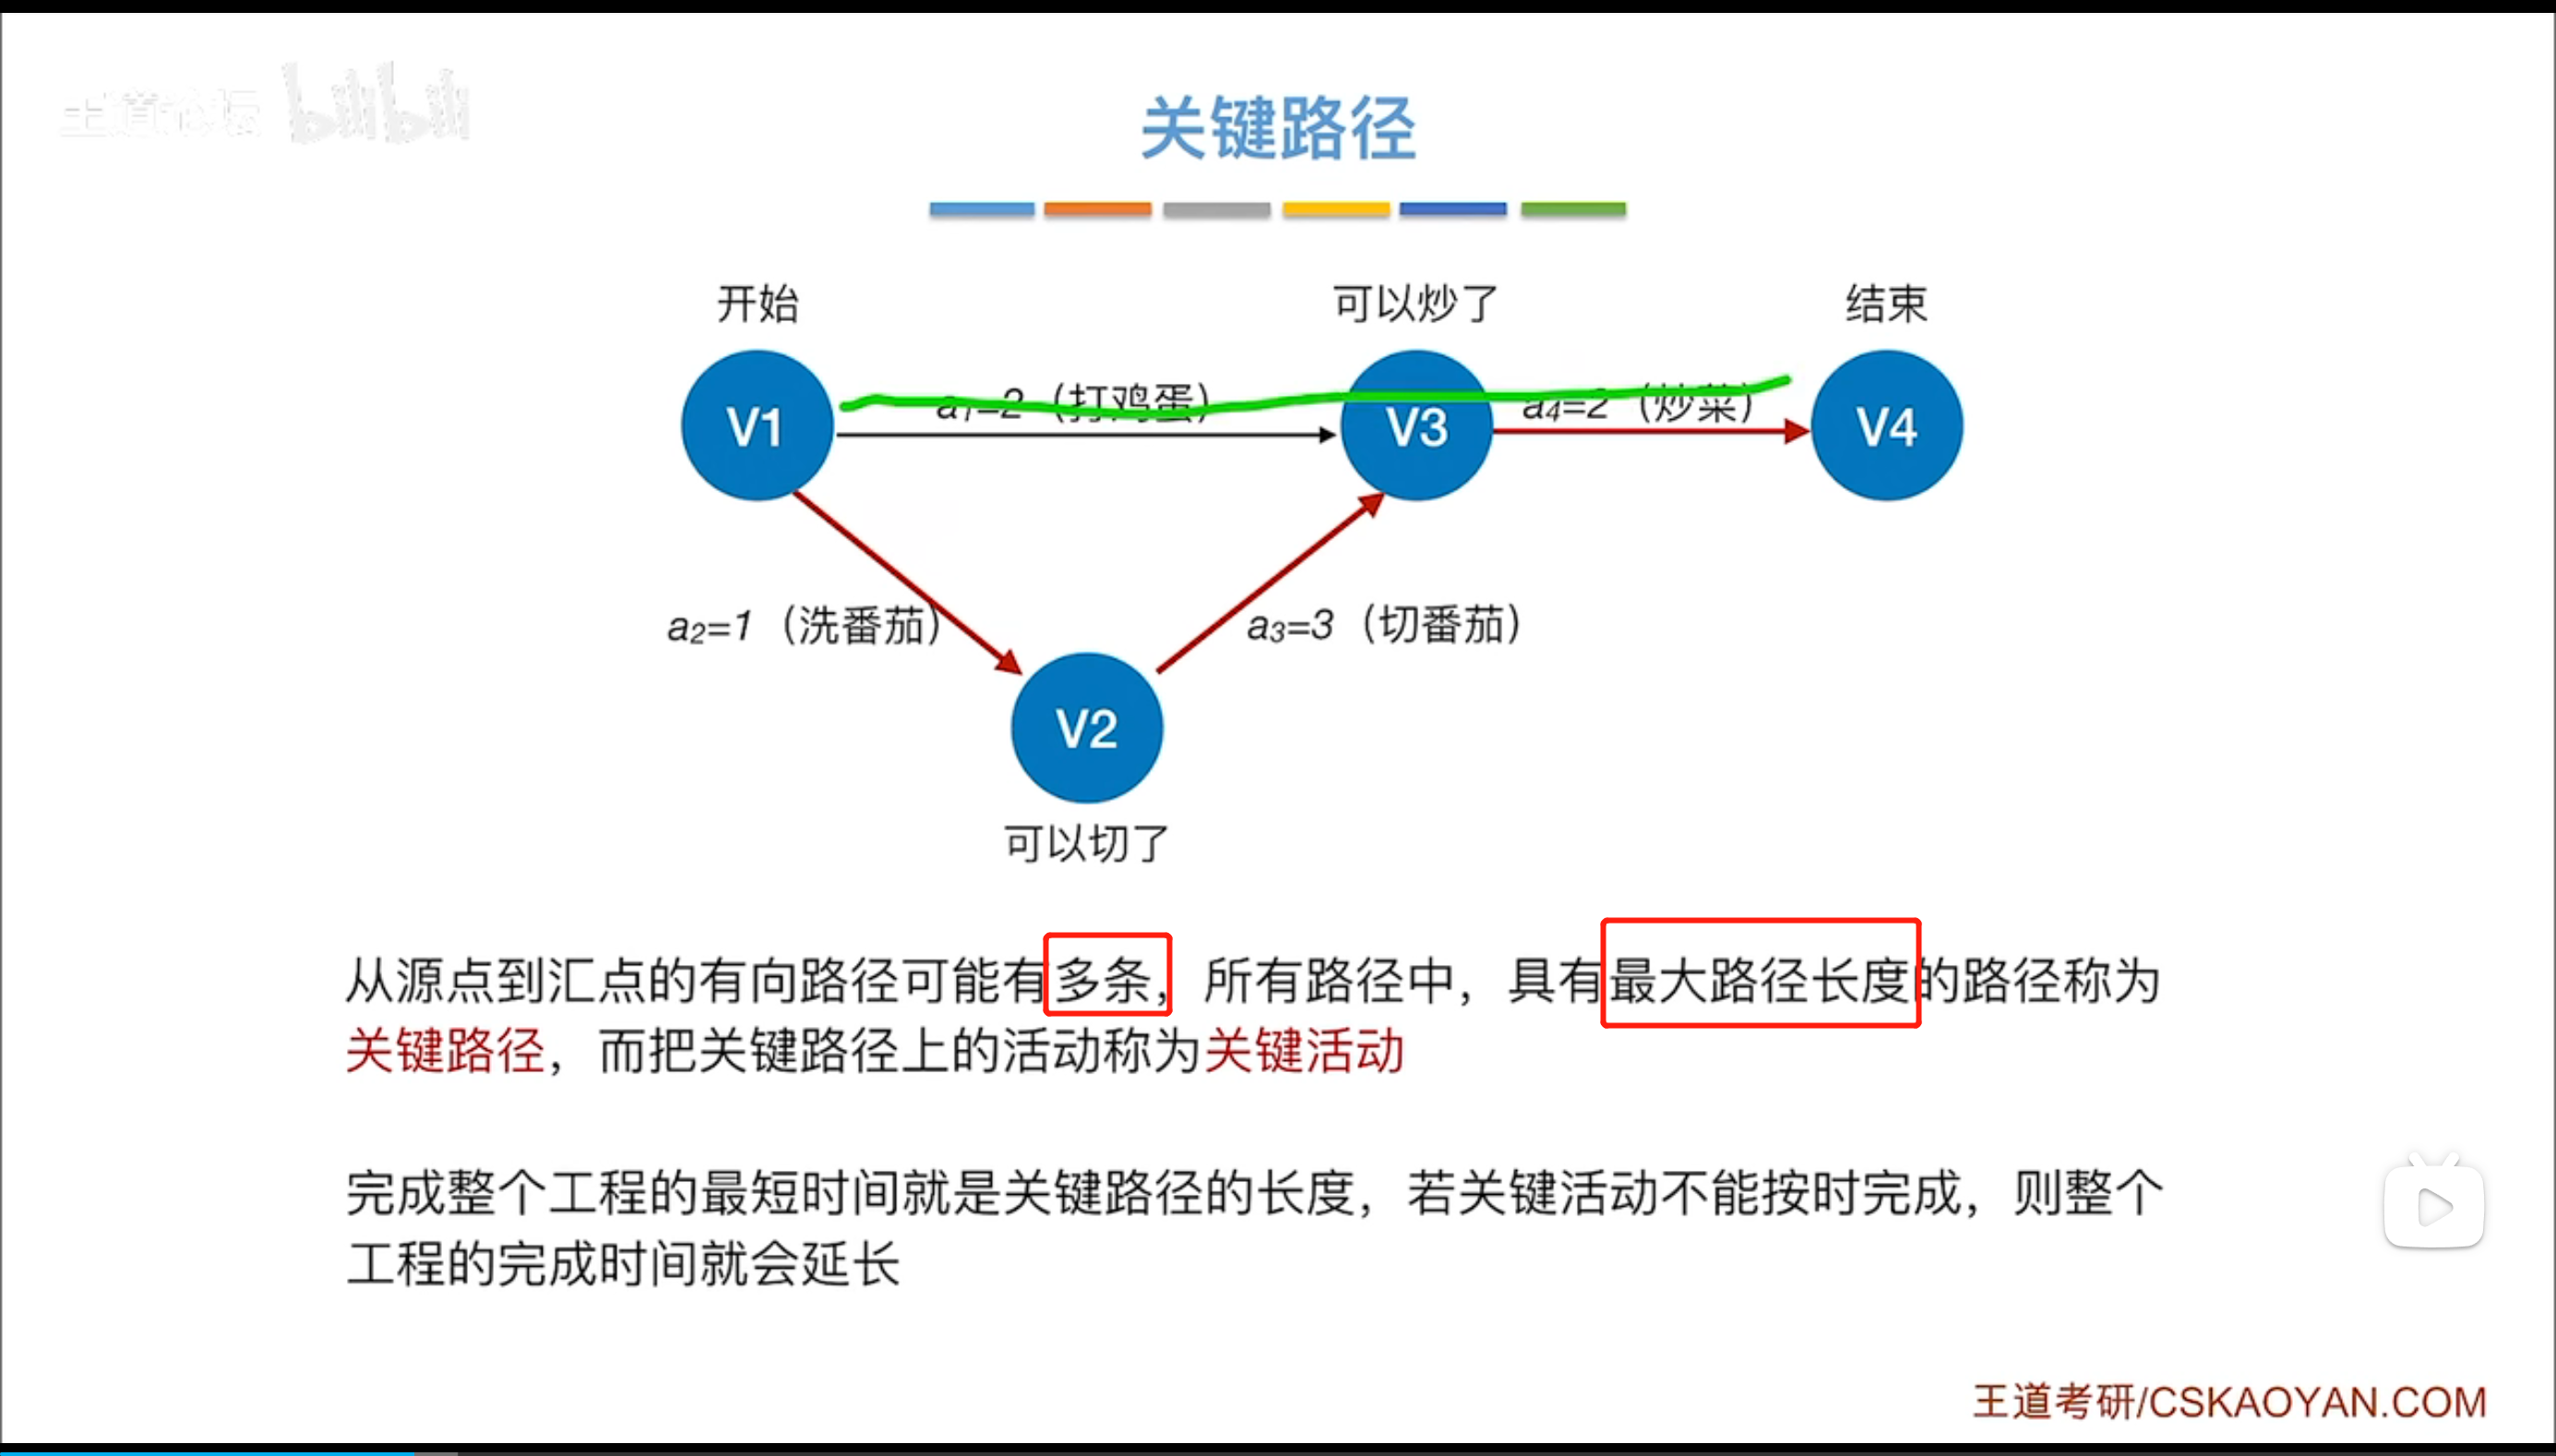 王道论坛 bilibili
关键路径
开始
可以炒了
结束
a₁=2（打鸡蛋）
a₄=2（炒菜）
V1
V3
V4
a₂=1（洗番茄）
a₃=3（切番茄）
V2
可以切了
从源点到汇点的有向路径可能有多条，所有路径中，具有最大路径长度的路径称为
关键路径，而把关键路径上的活动称为关键活动
完成整个工程的最短时间就是关键路径的长度，若关键活动不能按时完成，则整个
工程的完成时间就会延长
王道考研/CSKAOYAN.COM